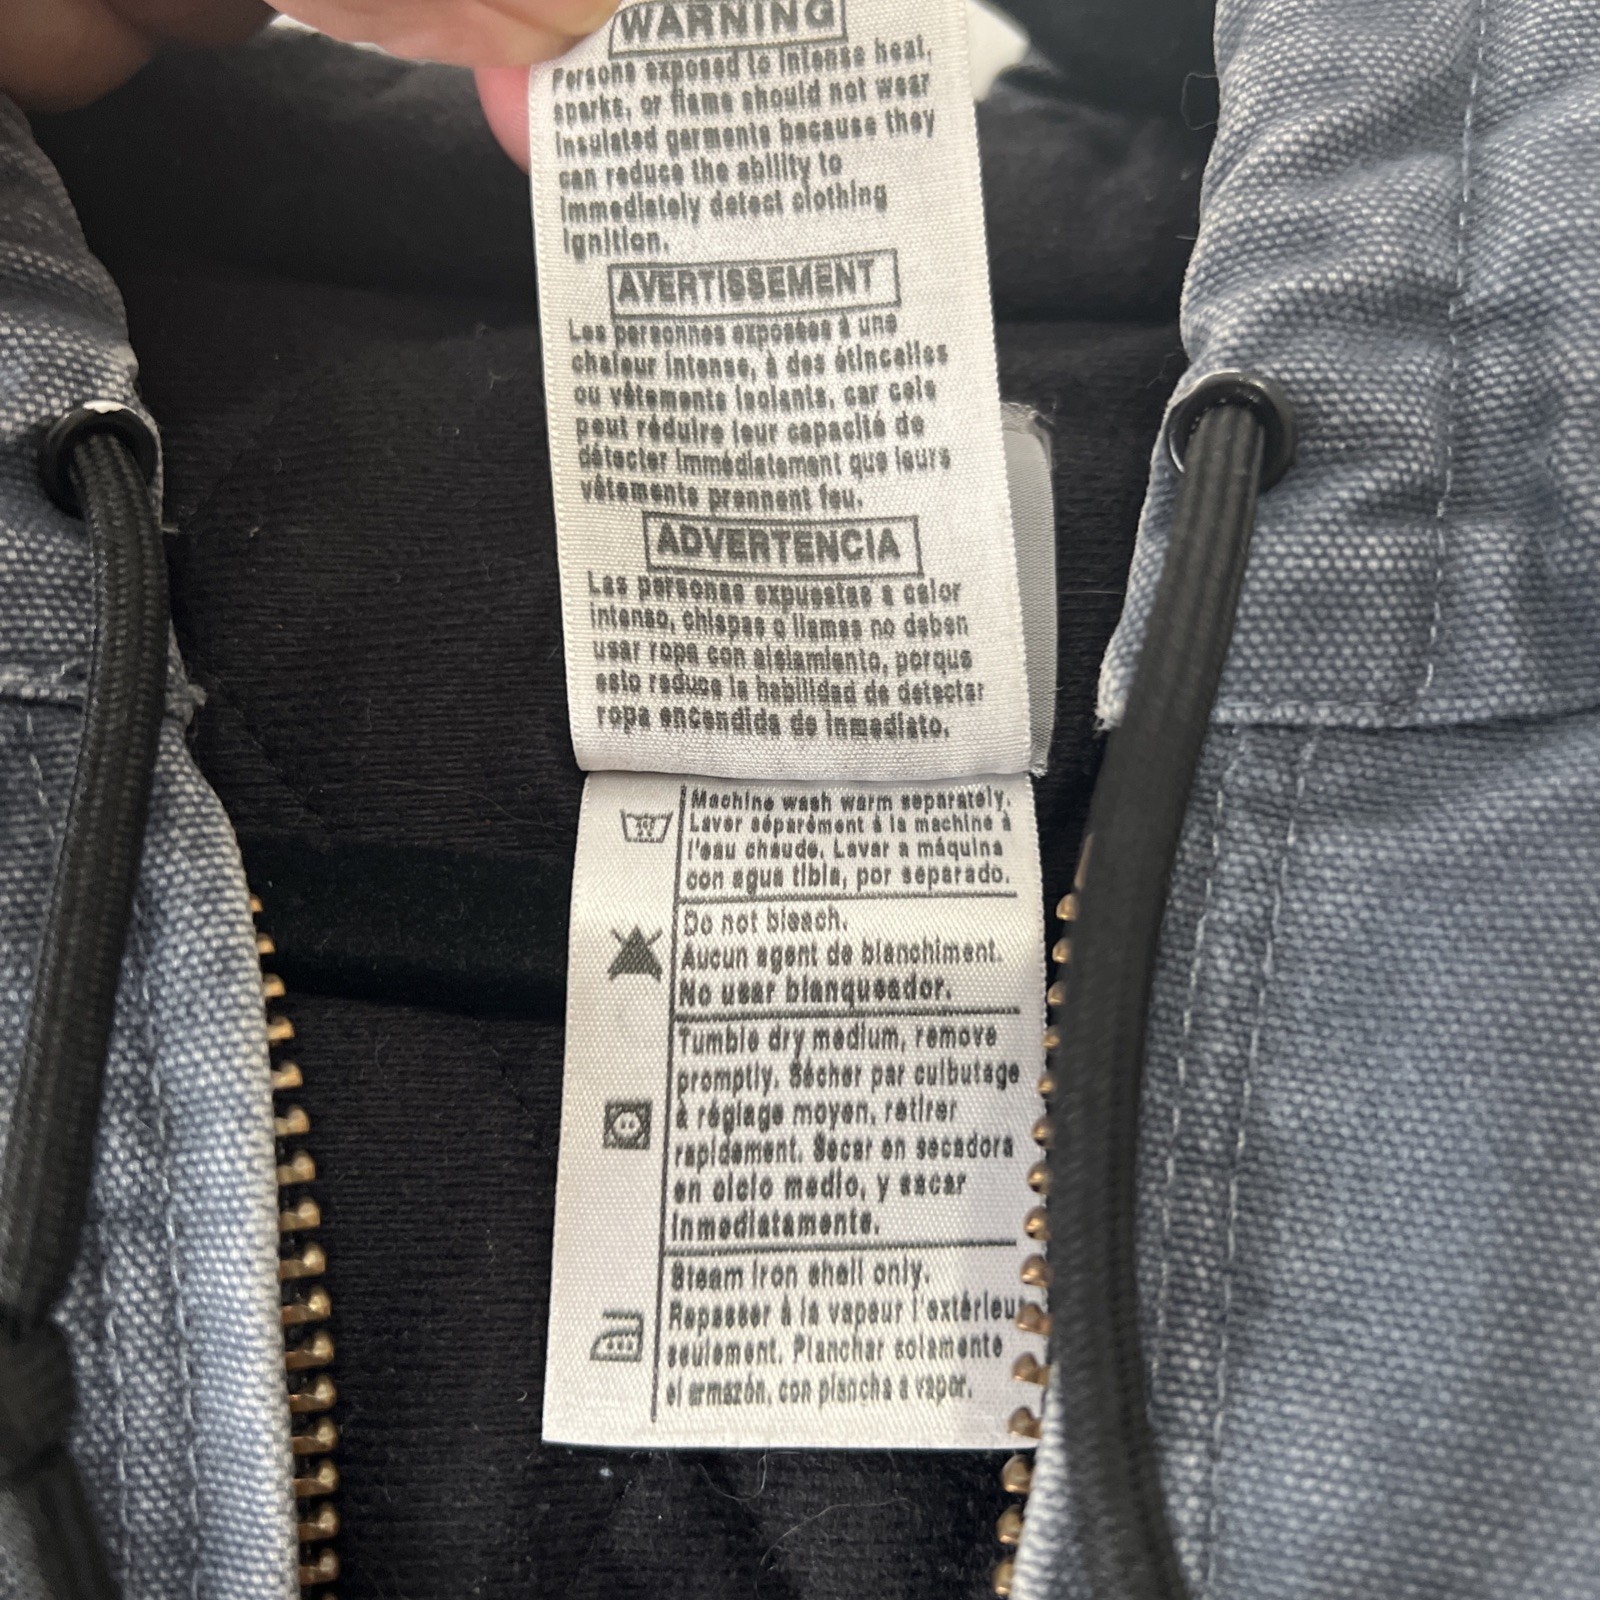 WARNING
Persons exposed to intense heat,
sparks, or flame should not wear
insulated garments because they
can reduce the ability to
immediately detect clothing
ignition.
AVERTISSEMENT
Les personnes exposées à une
chaleur intense, à des étincelles
ou vêtements isolants, car cela
peut réduire leur capacité de
détecter immédiatement que leurs
vêtements prennent feu.
ADVERTENCIA
Las personas expuestas a calor
intenso, chispas o llamas no deben
usar ropa con aislamiento, porque
esto reduce la habilidad de detectar
ropa encendida de inmediato.
Machine wash warm separately.
Laver séparément à la machine à
l'eau chaude. Lavar a máquina
con agua tibia, por separado.
Do not bleach.
Aucun agent de blanchiment.
No usar blanqueador.
Tumble dry medium, remove
promptly. Sécher par culbutage
à réglage moyen, retirer
rapidement. Secar en secadora
en ciclo medio, y sacar
inmediatamente.
Steam iron shell only.
Repasser à la vapeur l'extérieur
seulement. Planchar solamente
el armazón, con plancha a vapor.